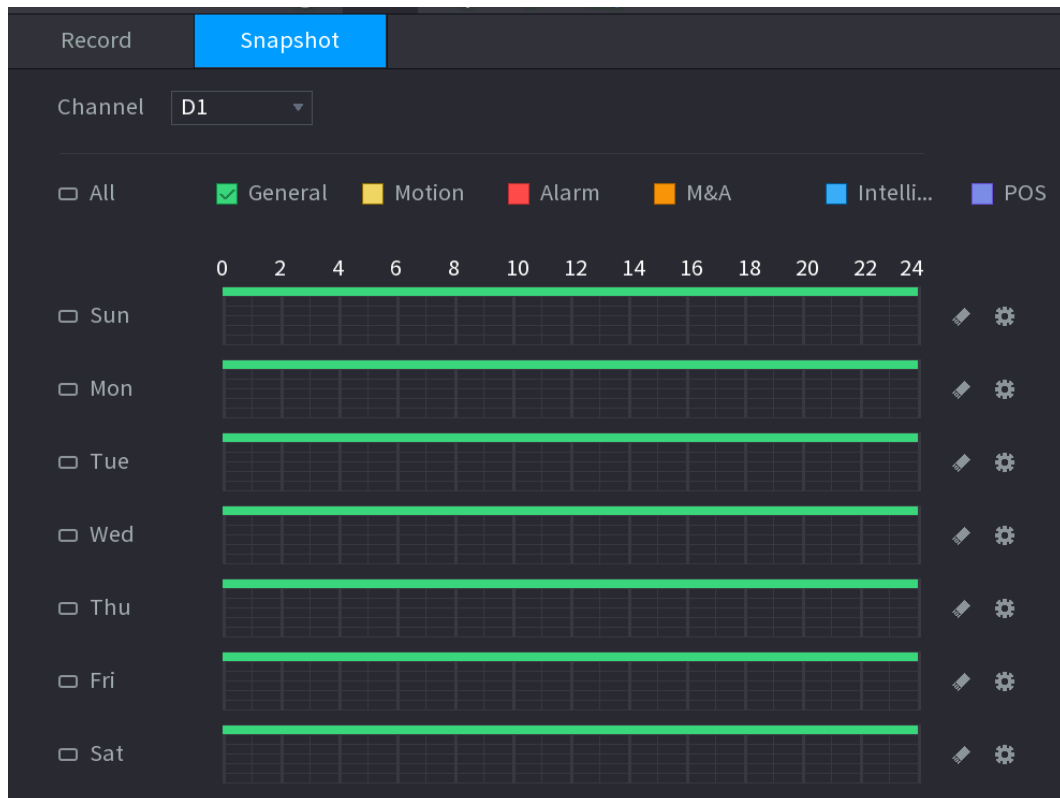 Record Snapshot
Channel D1
All General Motion Alarm M&A Intelli... POS
0 2 4 6 8 10 12 14 16 18 20 22 24
Sun
Mon
Tue
Wed
Thu
Fri
Sat